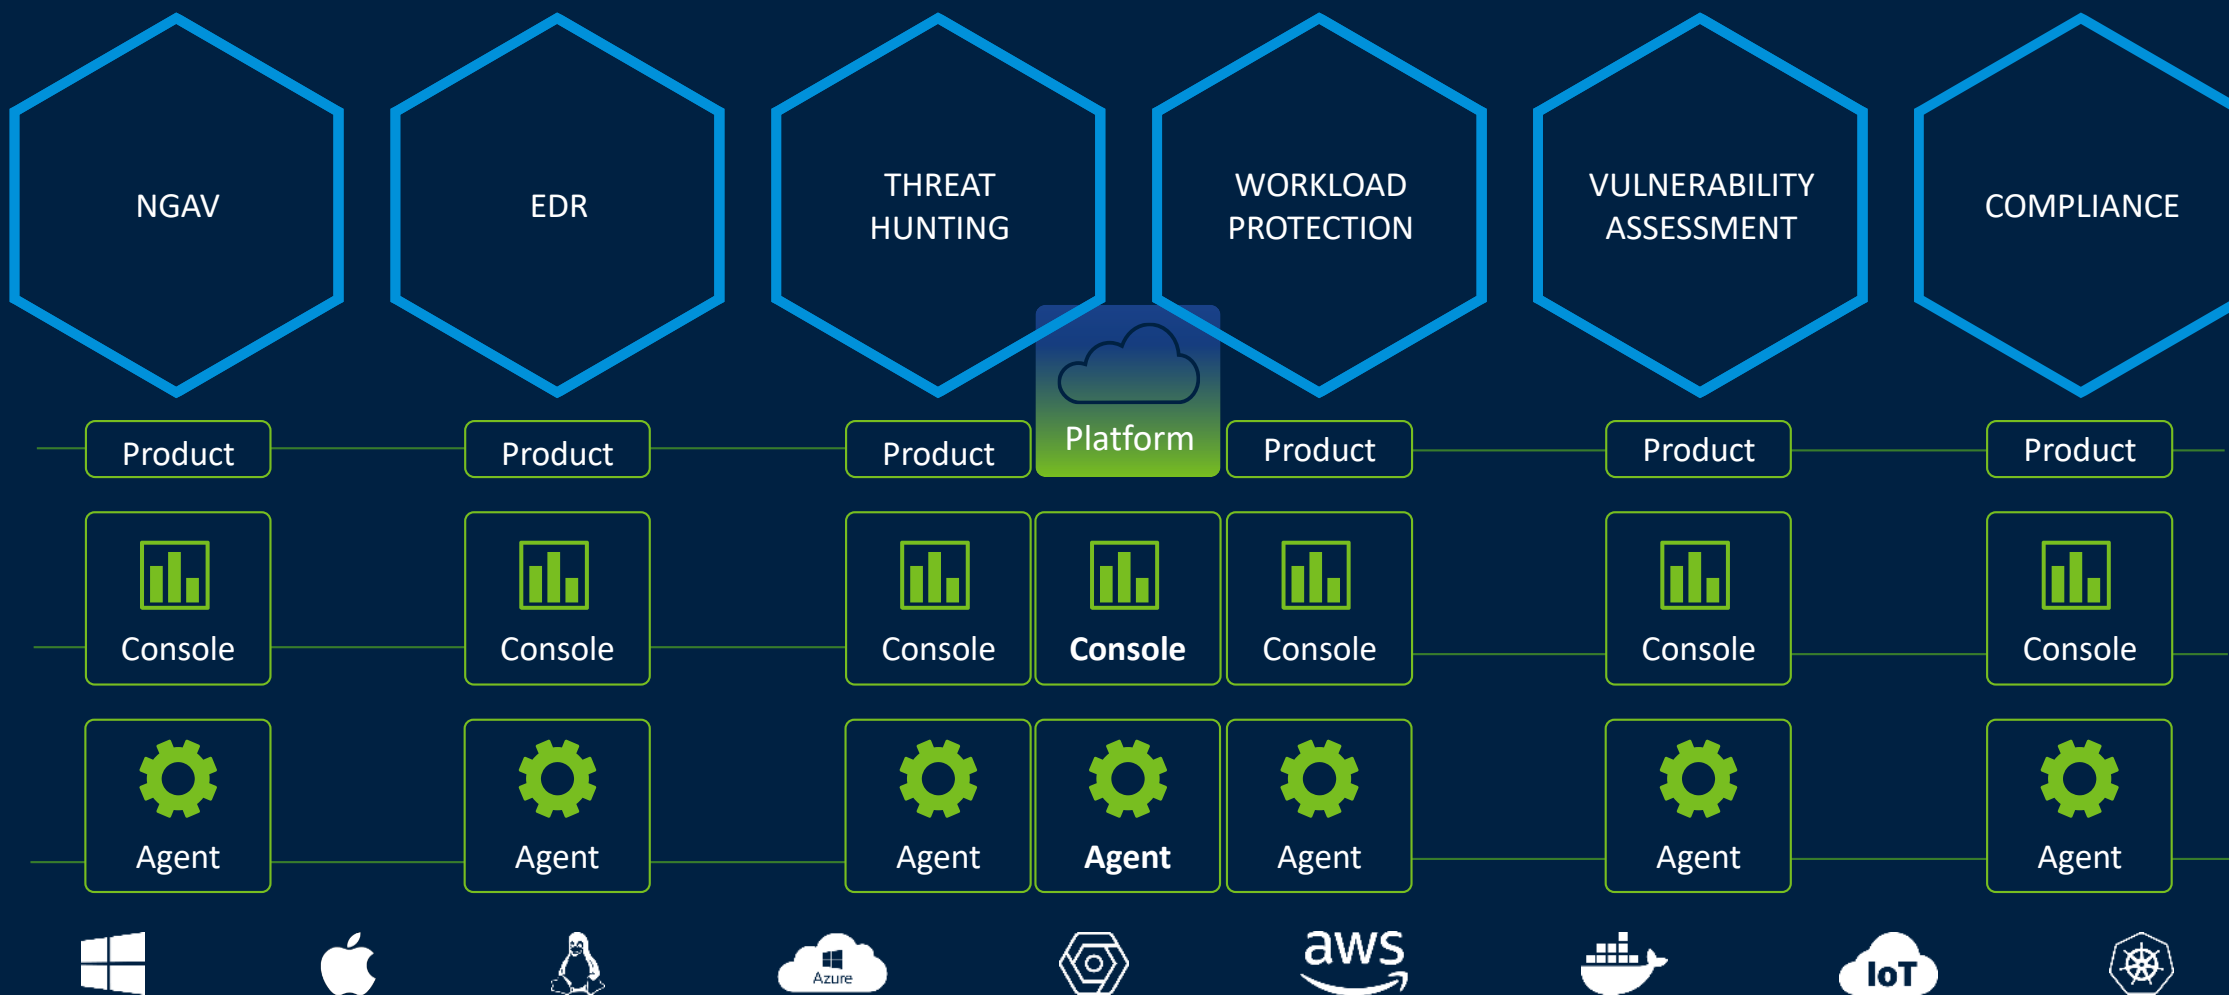 NGAV
EDR
THREAT
HUNTING
WORKLOAD
PROTECTION
VULNERABILITY
ASSESSMENT
COMPLIANCE
Platform
Product
Product
Product
Product
Product
Product
Console
Console
Console
Console
Console
Console
Console
Agent
Agent
Agent
Agent
Agent
Agent
Agent
Azure
aws
IoT